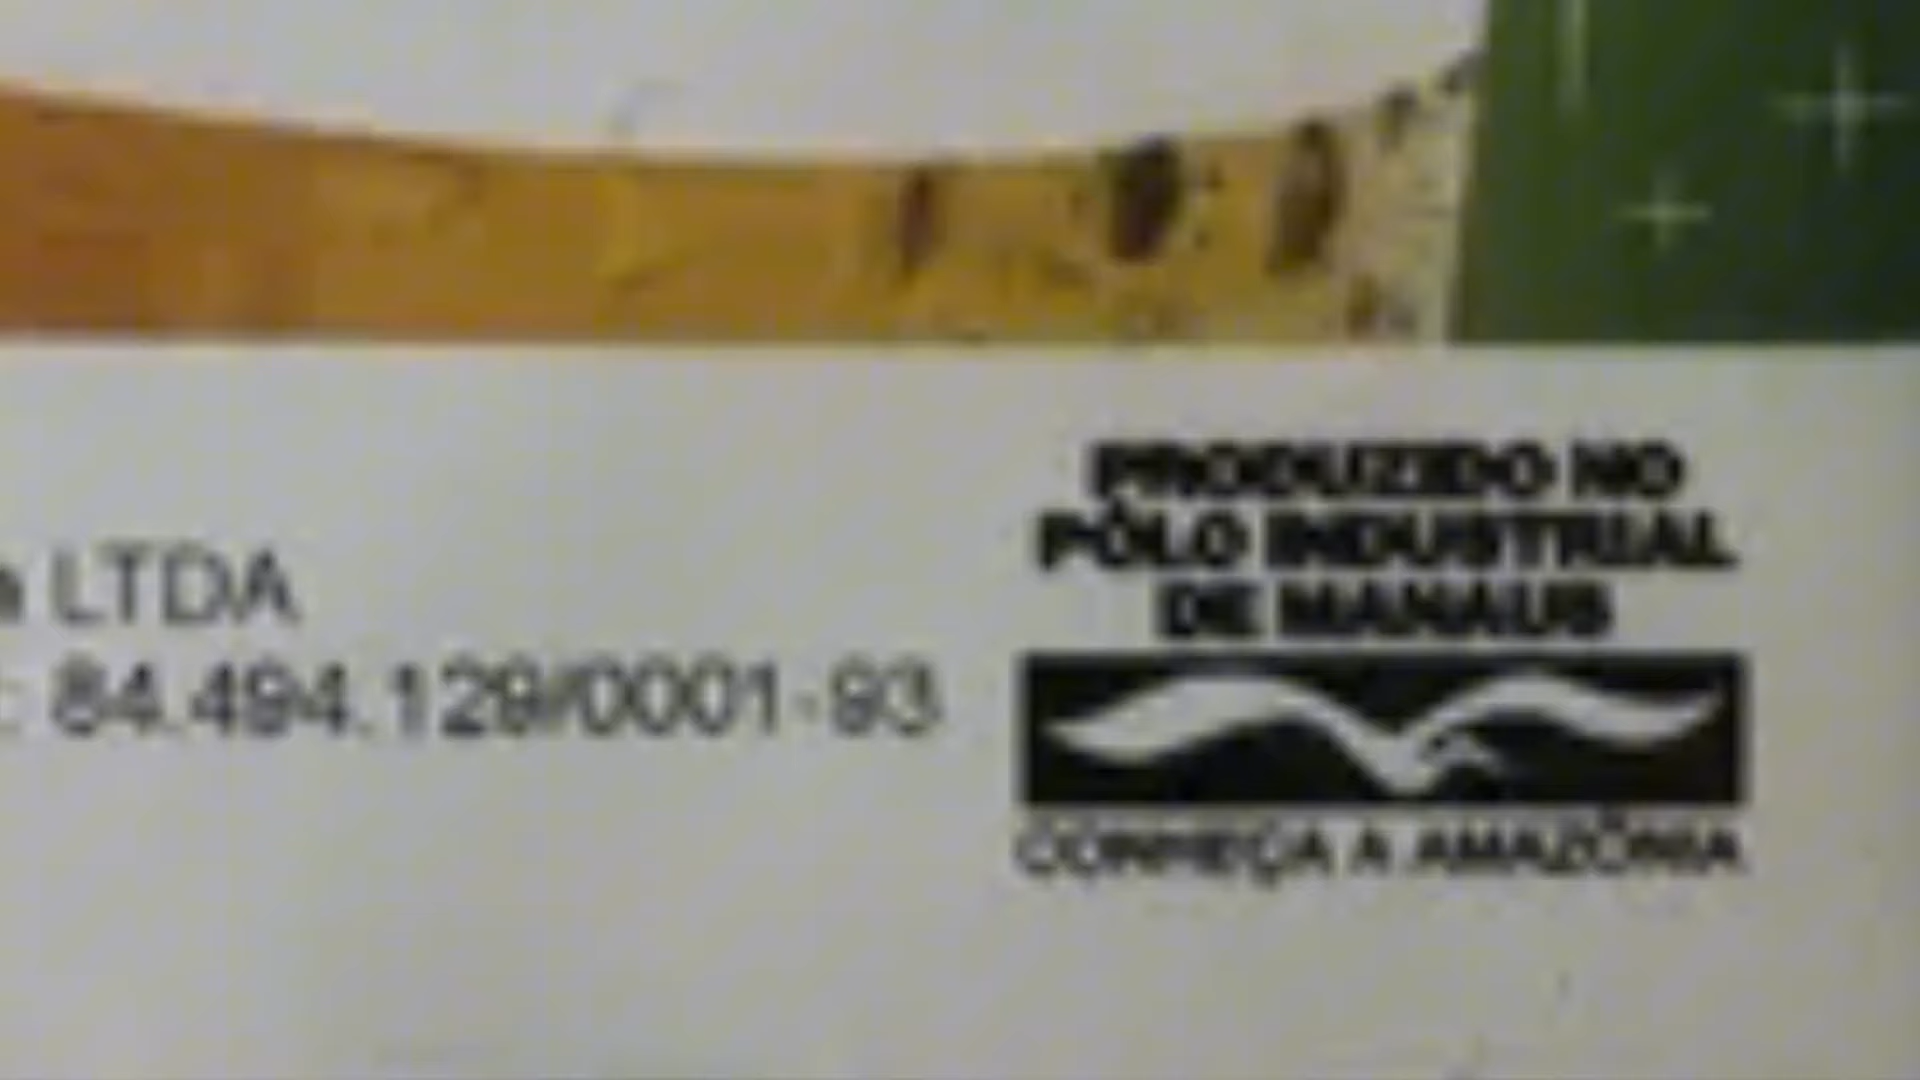 LTDA
: 84.494.129/0001-93
PRODUZIDO NO
PÓLO INDUSTRIAL
DE MANAUS
CONHEÇA A AMAZÔNIA